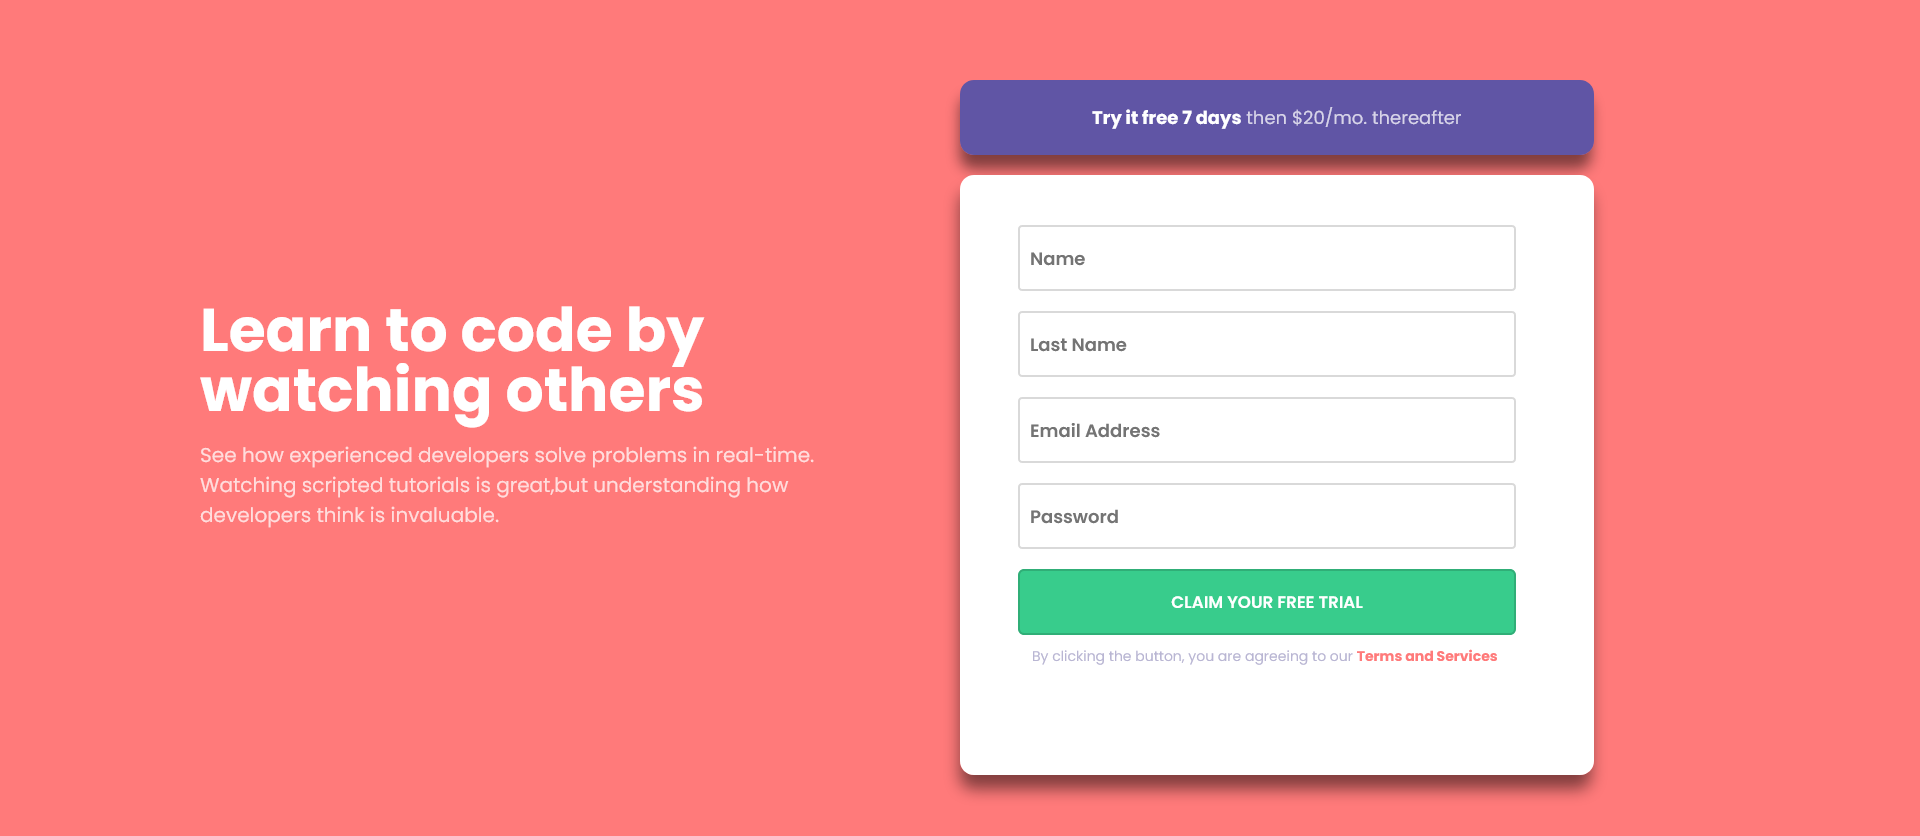 Learn to code by
watching others
See how experienced developers solve problems in real-time.
Watching scripted tutorials is great,but understanding how
developers think is invaluable.
Try it free 7 days then $20/mo. thereafter
Name
Last Name
Email Address
Password
CLAIM YOUR FREE TRIAL
By clicking the button, you are agreeing to our Terms and Services